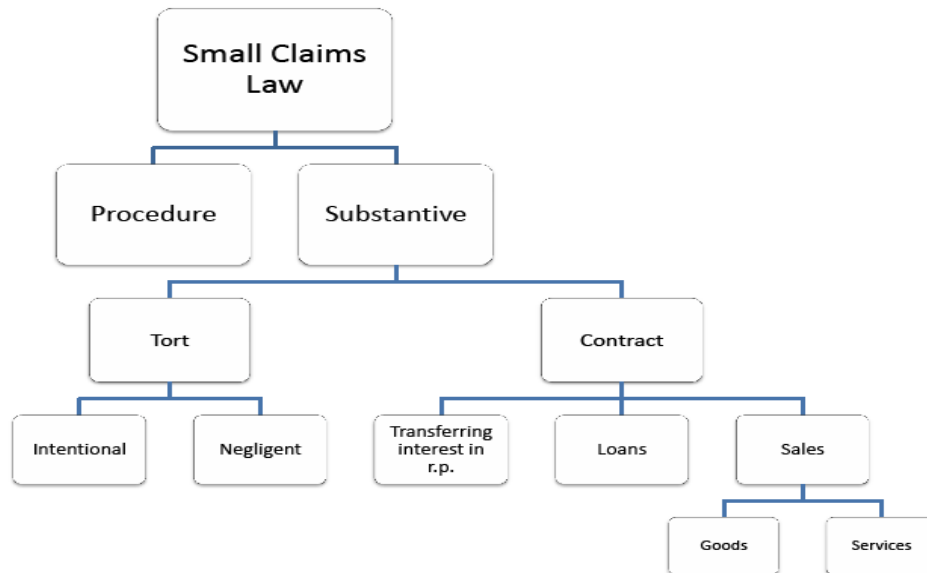 Small Claims
Law
Procedure
Substantive
Tort
Contract
Intentional
Negligent
Transferring
interest in
r.p.
Loans
Sales
Goods
Services